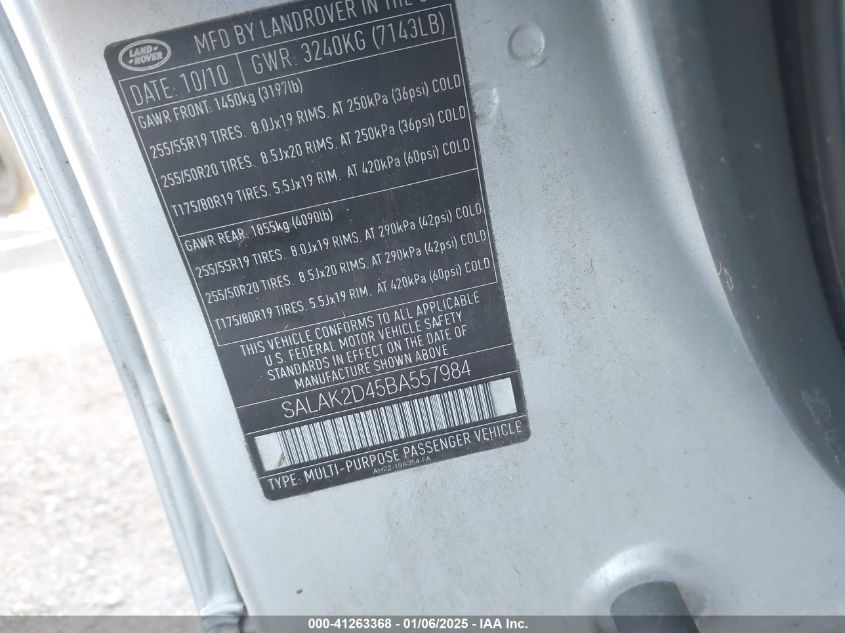 LAND
ROVER
MFD BY LANDROVER IN THE
DATE: 10/10 GWR: 3240KG (7143LB)
GAWR FRONT: 1450kg (3197lb)
255/55R19 TIRES. 8.0Jx19 RIMS. AT 250kPa (36psi) COLD
255/50R20 TIRES. 8.5Jx20 RIMS. AT 250kPa (36psi) COLD
T175/80R19 TIRES. 5.5Jx19 RIM. AT 420kPa (60psi) COLD
GAWR REAR. 1855kg (4090lb)
255/55R19 TIRES. 8.0Jx19 RIMS. AT 290kPa (42psi) COLD
255/50R20 TIRES. 8.5Jx20 RIMS. AT 290kPa (42psi) COLD
T175/80R19 TIRES. 5.5Jx19 RIM. AT 420kPa (60psi) COLD
THIS VEHICLE CONFORMS TO ALL APPLICABLE
U.S. FEDERAL MOTOR VEHICLE SAFETY
STANDARDS IN EFFECT ON THE DATE OF
MANUFACTURE SHOWN ABOVE
SALAK2D45BA557984
TYPE: MULTI-PURPOSE PASSENGER VEHICLE
000-41263368 - 01/06/2025 - IAA Inc.